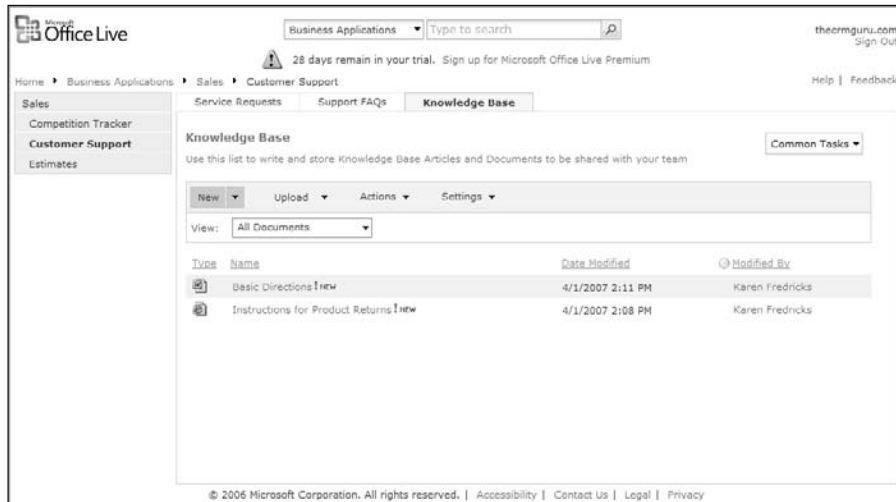 Microsoft
Office Live
Business Applications
Type to search
thecrmguru.com
Sign Out
28 days remain in your trial. Sign up for Microsoft Office Live Premium
Home Business Applications Sales Customer Support
Help | Feedback
Sales
Competition Tracker
Customer Support
Estimates
Service Requests Support FAQs Knowledge Base
Knowledge Base
Common Tasks
Use this list to write and store Knowledge Base Articles and Documents to be shared with your team
New Upload Actions Settings
View: All Documents
Type Name Date Modified Modified By
Basic Directions ! NEW 4/1/2007 2:11 PM Karen Fredricks
Instructions for Product Returns ! NEW 4/1/2007 2:08 PM Karen Fredricks
© 2006 Microsoft Corporation. All rights reserved. | Accessibility | Contact Us | Legal | Privacy